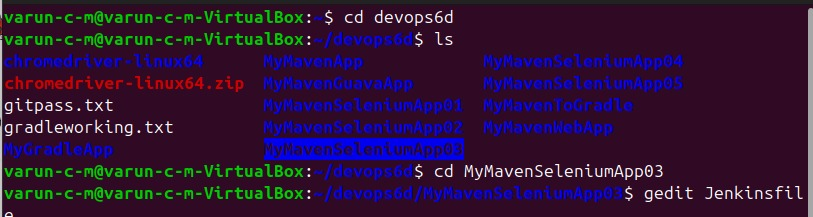 varun-c-m@varun-c-m-VirtualBox:~$ cd devops6d
varun-c-m@varun-c-m-VirtualBox:~/devops6d$ ls
chromedriver-linux64 MyMavenApp MyMavenSeleniumApp04
chromedriver-linux64.zip MyMavenGuavaApp MyMavenSeleniumApp05
gitpass.txt MyMavenSeleniumApp01 MyMavenToGradle
gradleworking.txt MyMavenSeleniumApp02 MyMavenWebApp
MyGradleApp MyMavenSeleniumApp03
varun-c-m@varun-c-m-VirtualBox:~/devops6d$ cd MyMavenSeleniumApp03
varun-c-m@varun-c-m-VirtualBox:~/devops6d/MyMavenSeleniumApp03$ gedit Jenkinsfil
e